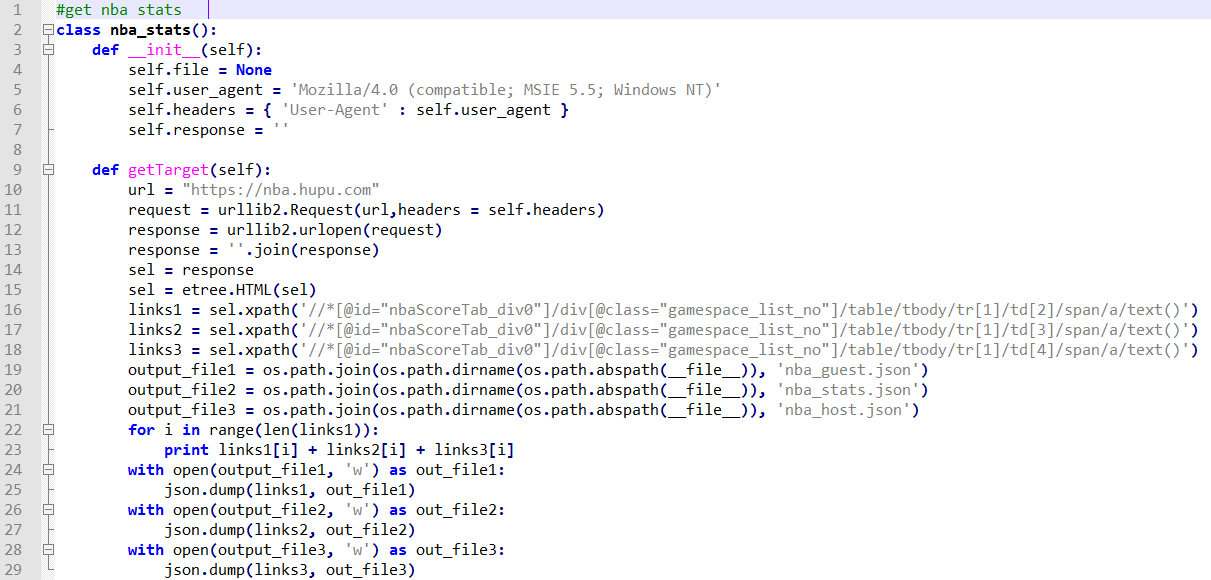 1 #get nba stats
2 class nba_stats():
3     def __init__(self):
4         self.file = None
5         self.user_agent = 'Mozilla/4.0 (compatible; MSIE 5.5; Windows NT)'
6         self.headers = { 'User-Agent' : self.user_agent }
7         self.response = ''
8
9     def getTarget(self):
10         url = "https://nba.hupu.com"
11         request = urllib2.Request(url,headers = self.headers)
12         response = urllib2.urlopen(request)
13         response = ''.join(response)
14         sel = response
15         sel = etree.HTML(sel)
16         links1 = sel.xpath('//*[@id="nbaScoreTab_div0"]/div[@class="gamespace_list_no"]/table/tbody/tr[1]/td[2]/span/a/text()')
17         links2 = sel.xpath('//*[@id="nbaScoreTab_div0"]/div[@class="gamespace_list_no"]/table/tbody/tr[1]/td[3]/span/a/text()')
18         links3 = sel.xpath('//*[@id="nbaScoreTab_div0"]/div[@class="gamespace_list_no"]/table/tbody/tr[1]/td[4]/span/a/text()')
19         output_file1 = os.path.join(os.path.dirname(os.path.abspath(__file__)), 'nba_guest.json')
20         output_file2 = os.path.join(os.path.dirname(os.path.abspath(__file__)), 'nba_stats.json')
21         output_file3 = os.path.join(os.path.dirname(os.path.abspath(__file__)), 'nba_host.json')
22         for i in range(len(links1)):
23             print links1[i] + links2[i] + links3[i]
24         with open(output_file1, 'w') as out_file1:
25             json.dump(links1, out_file1)
26         with open(output_file2, 'w') as out_file2:
27             json.dump(links2, out_file2)
28         with open(output_file3, 'w') as out_file3:
29             json.dump(links3, out_file3)